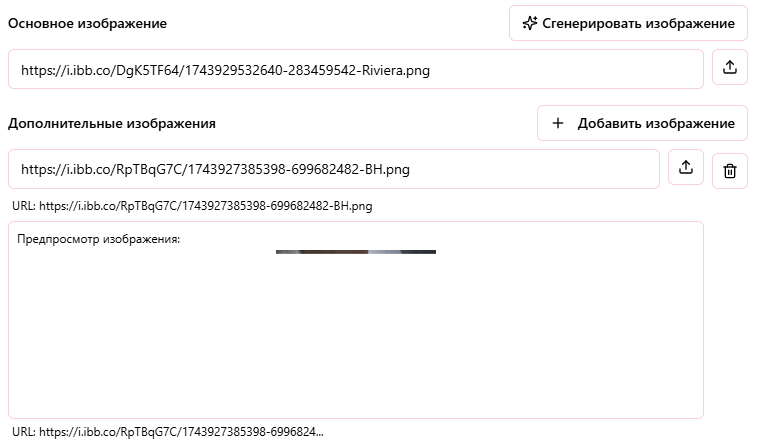 Основное изображение
Сгенерировать изображение
https://i.ibb.co/DgK5TF64/1743929532640-283459542-Riviera.png
Дополнительные изображения
Добавить изображение
https://i.ibb.co/RpTBqG7C/1743927385398-699682482-BH.png
URL: https://i.ibb.co/RpTBqG7C/1743927385398-699682482-BH.png
Предпросмотр изображения:
URL: https://i.ibb.co/RpTBqG7C/1743927385398-6996824...